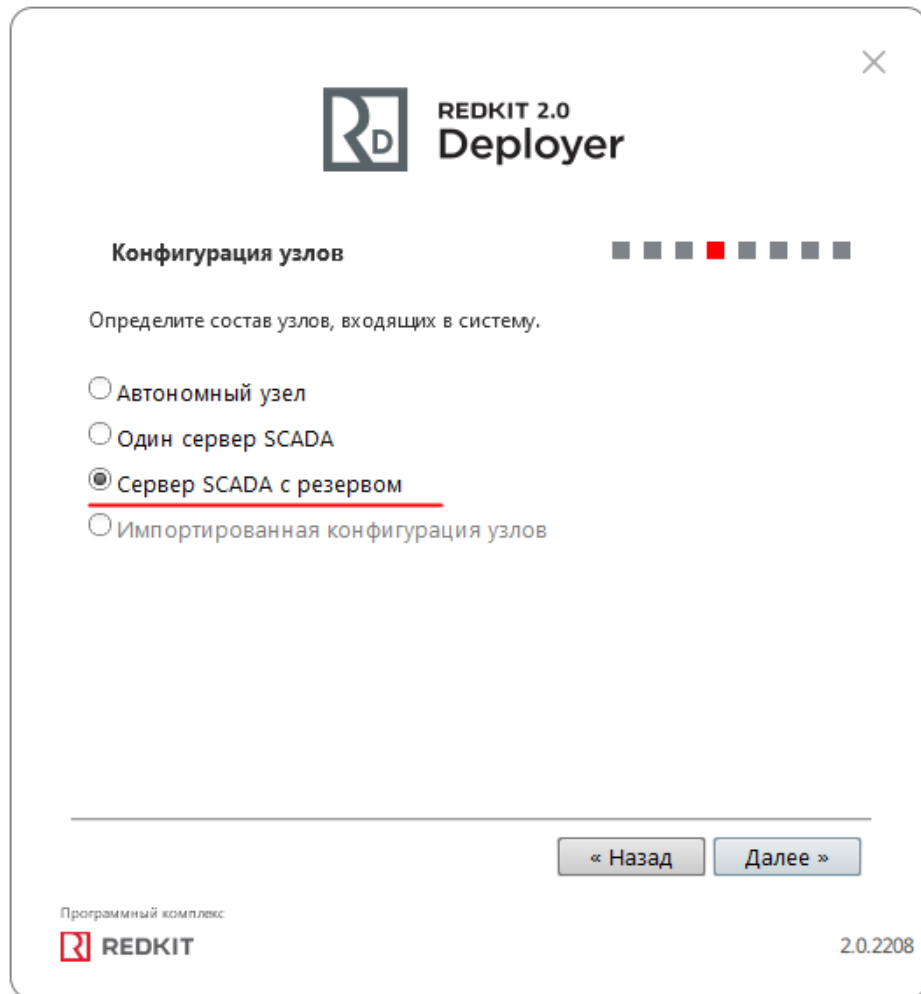 REDKIT 2.0
Deployer
Конфигурация узлов
Определите состав узлов, входящих в систему.
Автономный узел
Один сервер SCADA
Сервер SCADA с резервом
Импортированная конфигурация узлов
« Назад
Далее »
Программный комплекс
REDKIT
2.0.2208